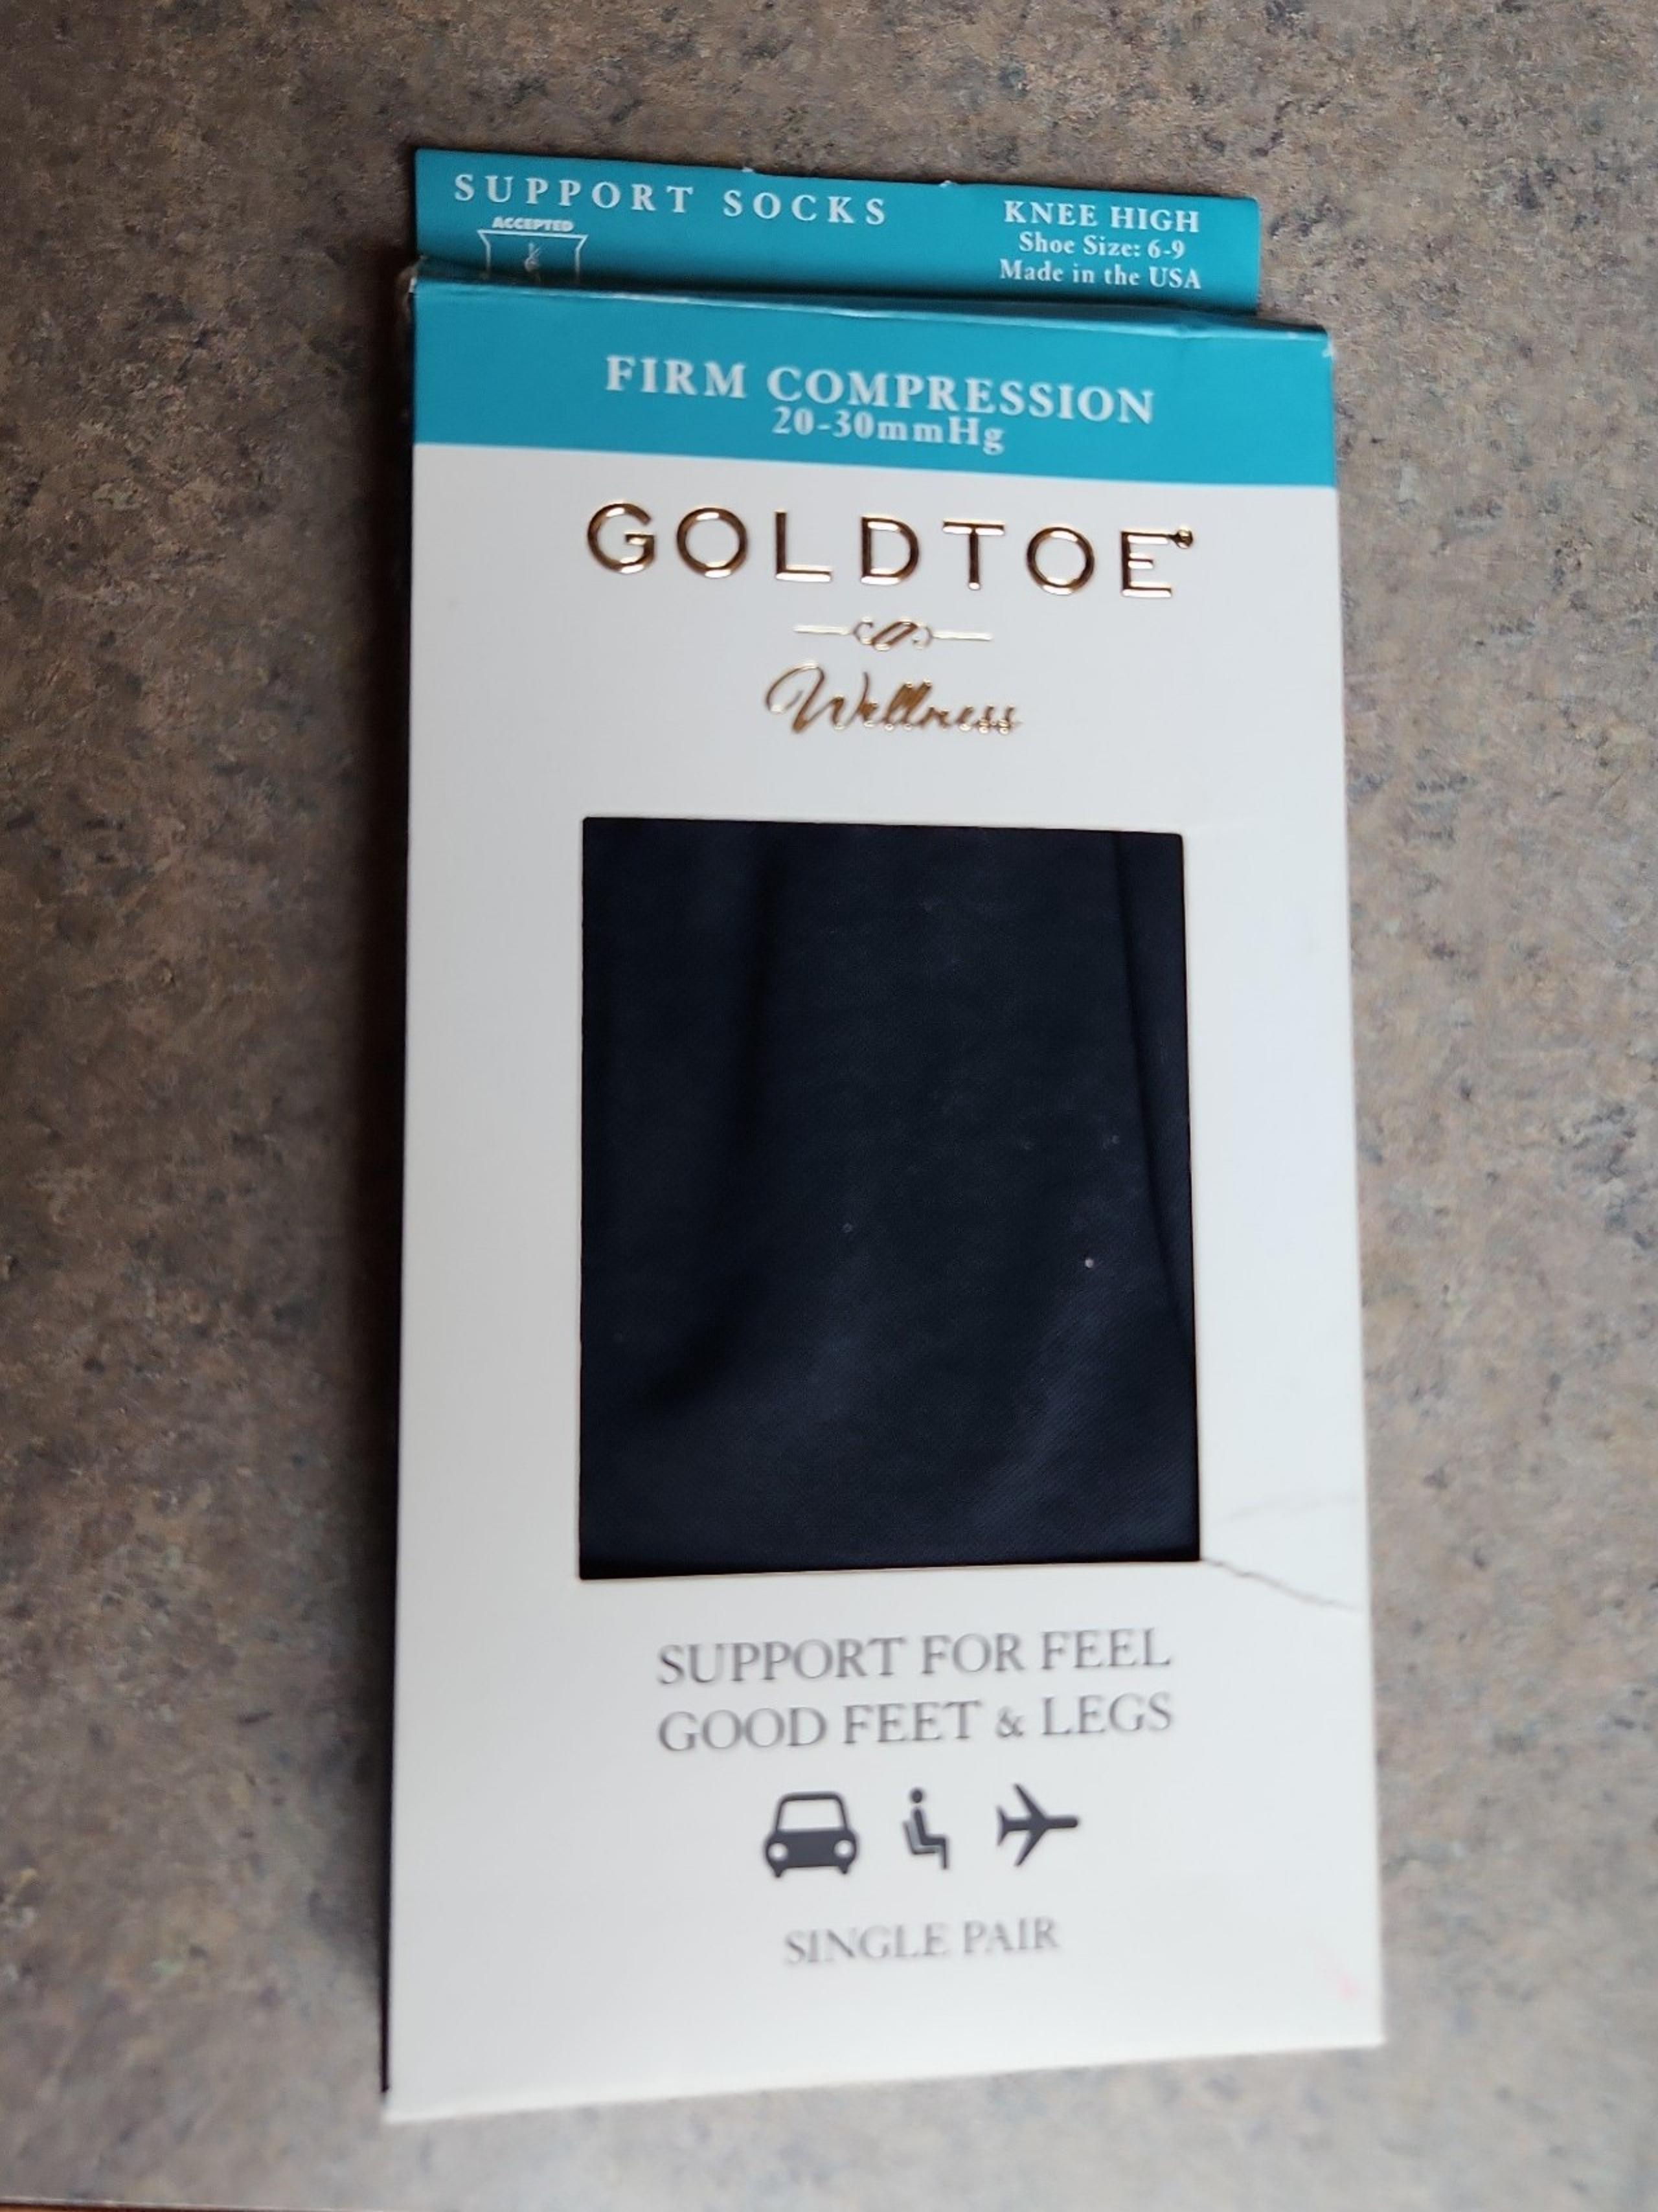 SUPPORT SOCKS
ACCEPTED
KNEE HIGH
Shoe Size: 6-9
Made in the USA
FIRM COMPRESSION
20-30mmHg
GOLDTOE®
Wellness
SUPPORT FOR FEEL
GOOD FEET & LEGS
SINGLE PAIR